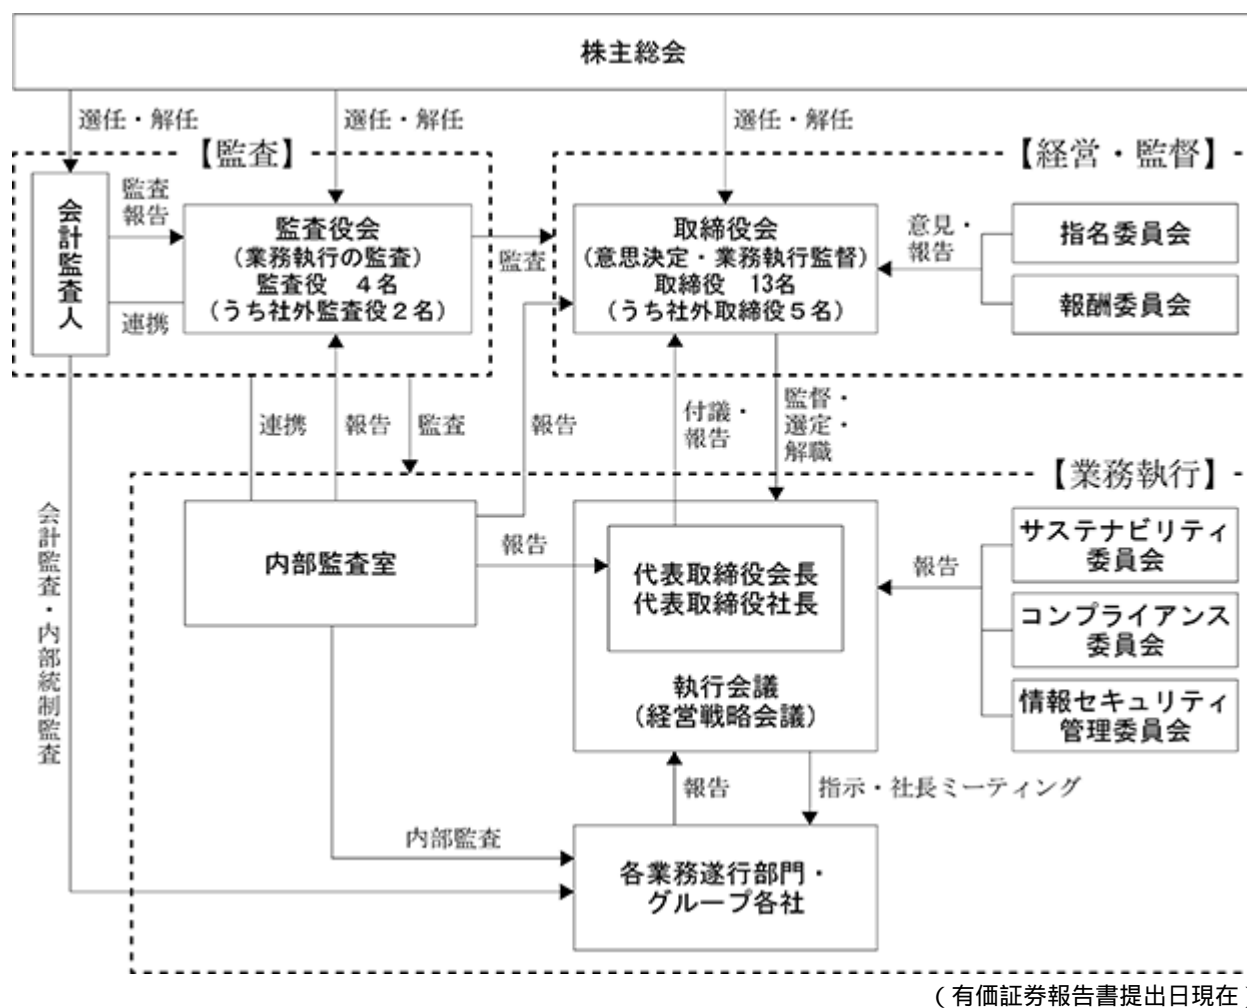 株主総会
選任・解任
選任・解任
選任・解任
【監査】
【経営・監督】
会計監査人
監査
報告
連携
監査役会
(業務執行の監査)
監査役 4名
(うち社外監査役2名)
監査
取締役会
(意思決定・業務執行監督)
取締役 13名
(うち社外取締役5名)
意見・
報告
指名委員会
報酬委員会
連携
報告
監査
報告
付議・
報告
監督・
選定・
解職
【業務執行】
会計監査・内部統制監査
内部監査室
報告
代表取締役会長
代表取締役社長
執行会議
(経営戦略会議)
報告
サステナビリティ
委員会
コンプライアンス
委員会
情報セキュリティ
管理委員会
報告
指示・社長ミーティング
内部監査
各業務遂行部門・
グループ各社
(有価証券報告書提出日現在)